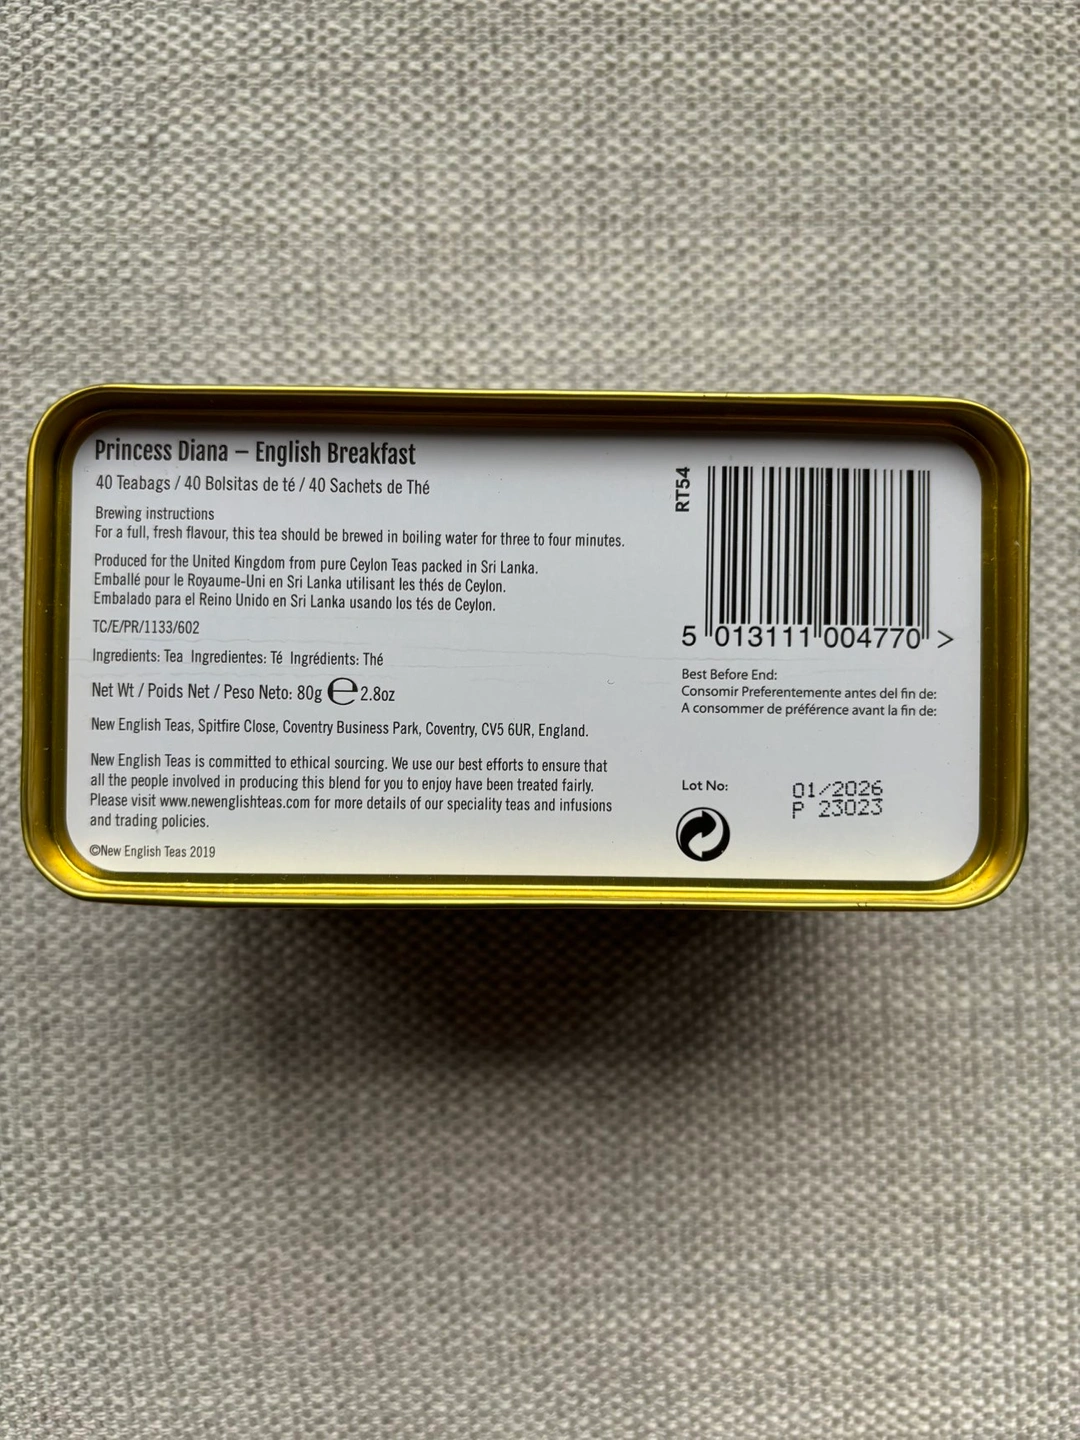 Princess Diana – English Breakfast
40 Teabags / 40 Bolsitas de té / 40 Sachets de Thé
Brewing instructions
For a full, fresh flavour, this tea should be brewed in boiling water for three to four minutes.
Produced for the United Kingdom from pure Ceylon Teas packed in Sri Lanka.
Emballé pour le Royaume-Uni en Sri Lanka utilisant les thés de Ceylon.
Embalado para el Reino Unido en Sri Lanka usando los tés de Ceylon.
TC/E/PR/1133/602
Ingredients: Tea Ingredientes: Té Ingrédients: Thé
Net Wt / Poids Net / Peso Neto: 80g ℮ 2.8oz
New English Teas, Spitfire Close, Coventry Business Park, Coventry, CV5 6UR, England.
New English Teas is committed to ethical sourcing. We use our best efforts to ensure that
all the people involved in producing this blend for you to enjoy have been treated fairly.
Please visit www.newenglishteas.com for more details of our speciality teas and infusions
and trading policies.
©New English Teas 2019
RT54
5 013111 004770 >
Best Before End:
Consomir Preferentemente antes del fin de:
A consommer de préférence avant la fin de:
Lot No:
01/2026
P 23023